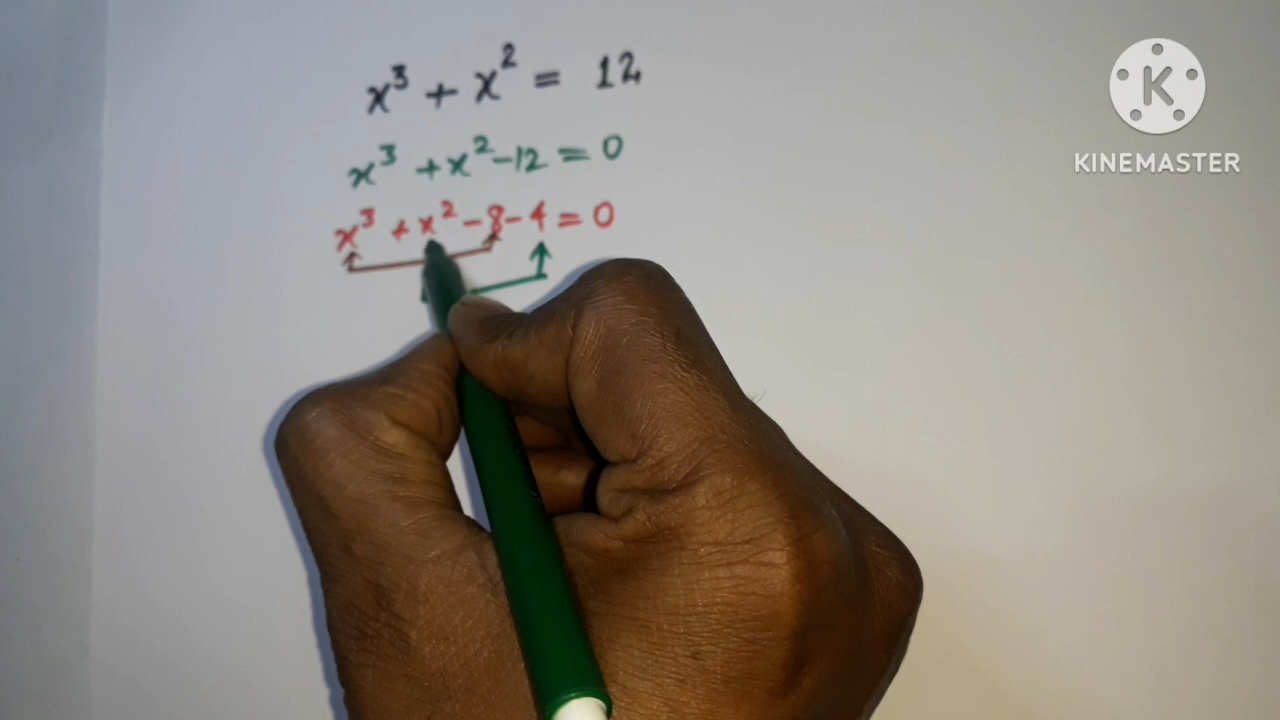 x³ + x² = 12
x³ + x² - 12 = 0
x³ + x² - 8 - 4 = 0
KINEMASTER